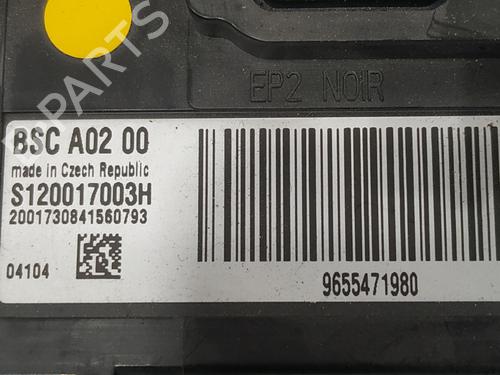 B-PARTS
EP2 NOiR
BSC A02 00
made in Czech Republic
S120017003H
2001730841560793
04104
9655471980